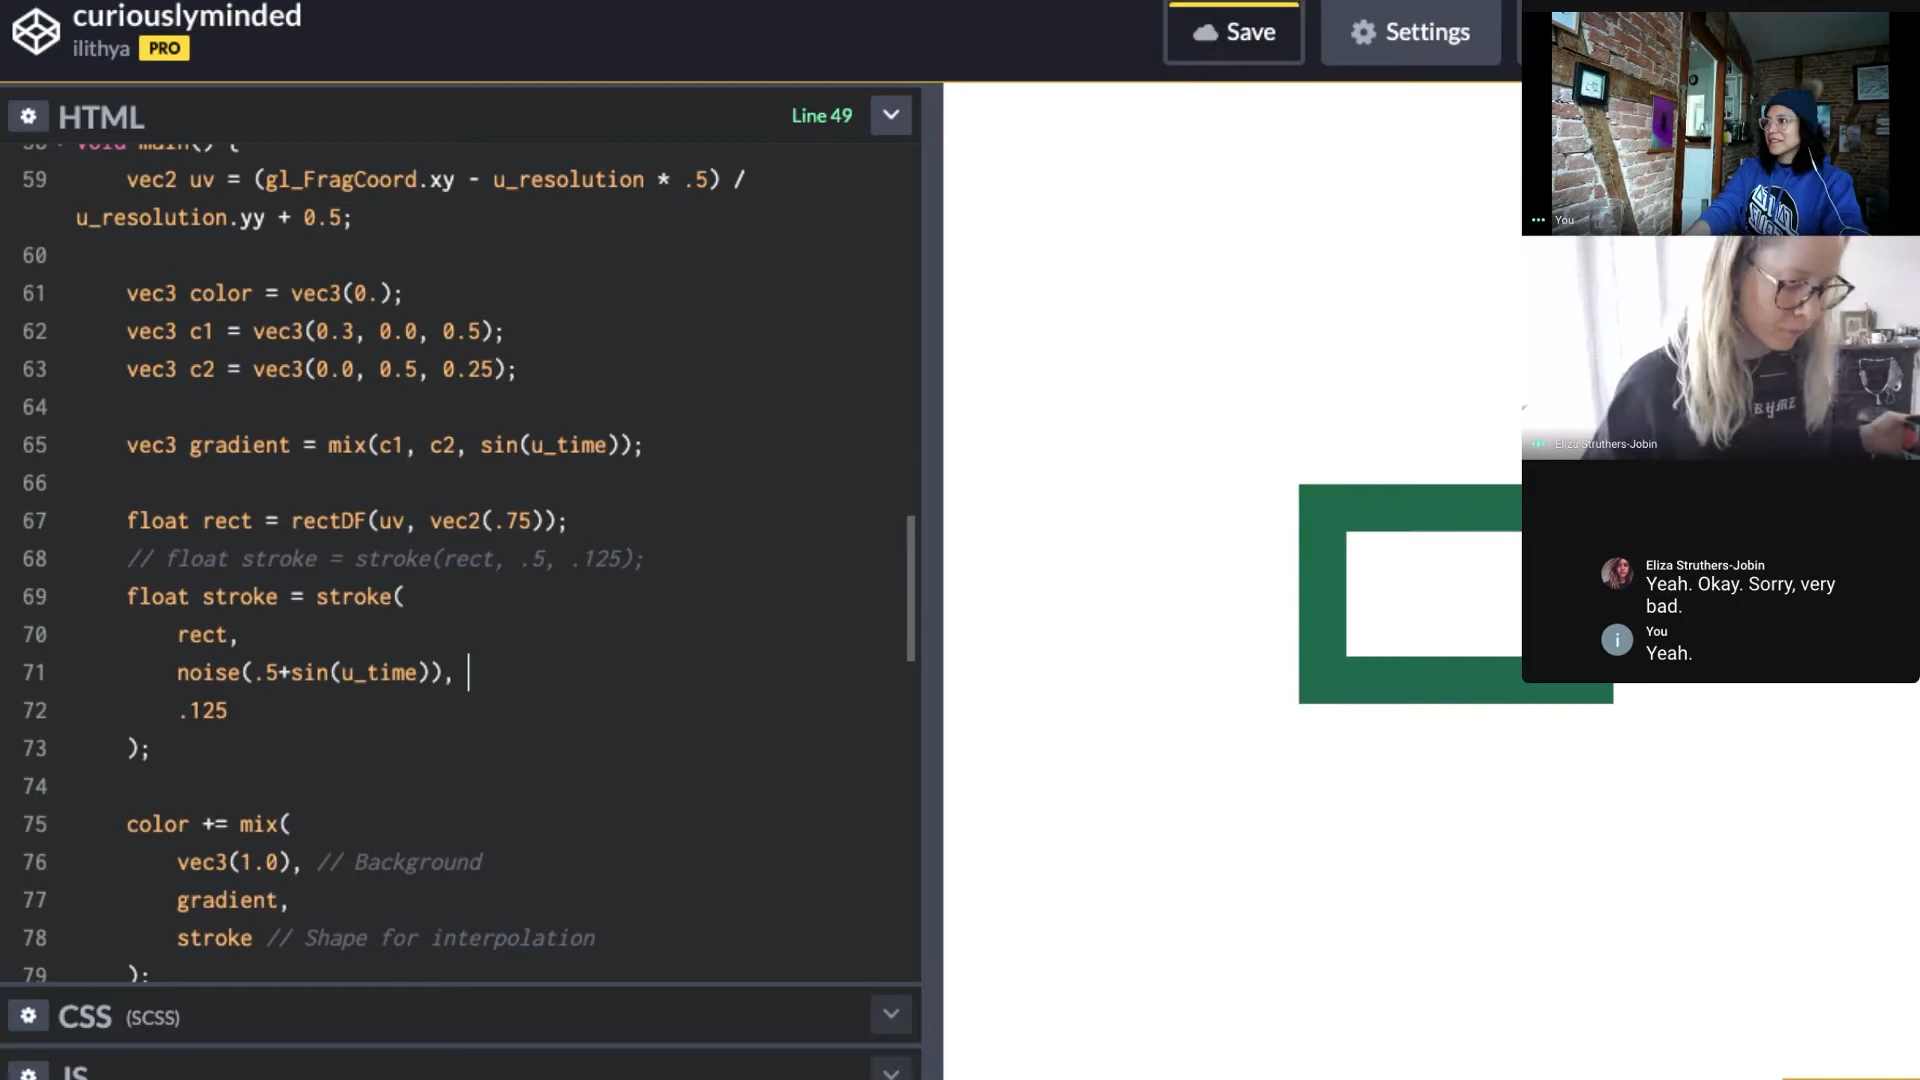 curiouslyminded
ilithya PRO
Save
Settings
HTML
Line 49
58 void main() {
59 vec2 uv = (gl_FragCoord.xy - u_resolution * .5) /
u_resolution.yy + 0.5;
60
61 vec3 color = vec3(0.);
62 vec3 c1 = vec3(0.3, 0.0, 0.5);
63 vec3 c2 = vec3(0.0, 0.5, 0.25);
64
65 vec3 gradient = mix(c1, c2, sin(u_time));
66
67 float rect = rectDF(uv, vec2(.75));
68 // float stroke = stroke(rect, .5, .125);
69 float stroke = stroke(
70 rect,
71 noise(.5+sin(u_time)),
72 .125
73 );
74
75 color += mix(
76 vec3(1.0), // Background
77 gradient,
78 stroke // Shape for interpolation
79 );
CSS (SCSS)
JS
You
BYME
Eliza Struthers-Jobin
Eliza Struthers-Jobin
Yeah. Okay. Sorry, very
bad.
i
You
Yeah.